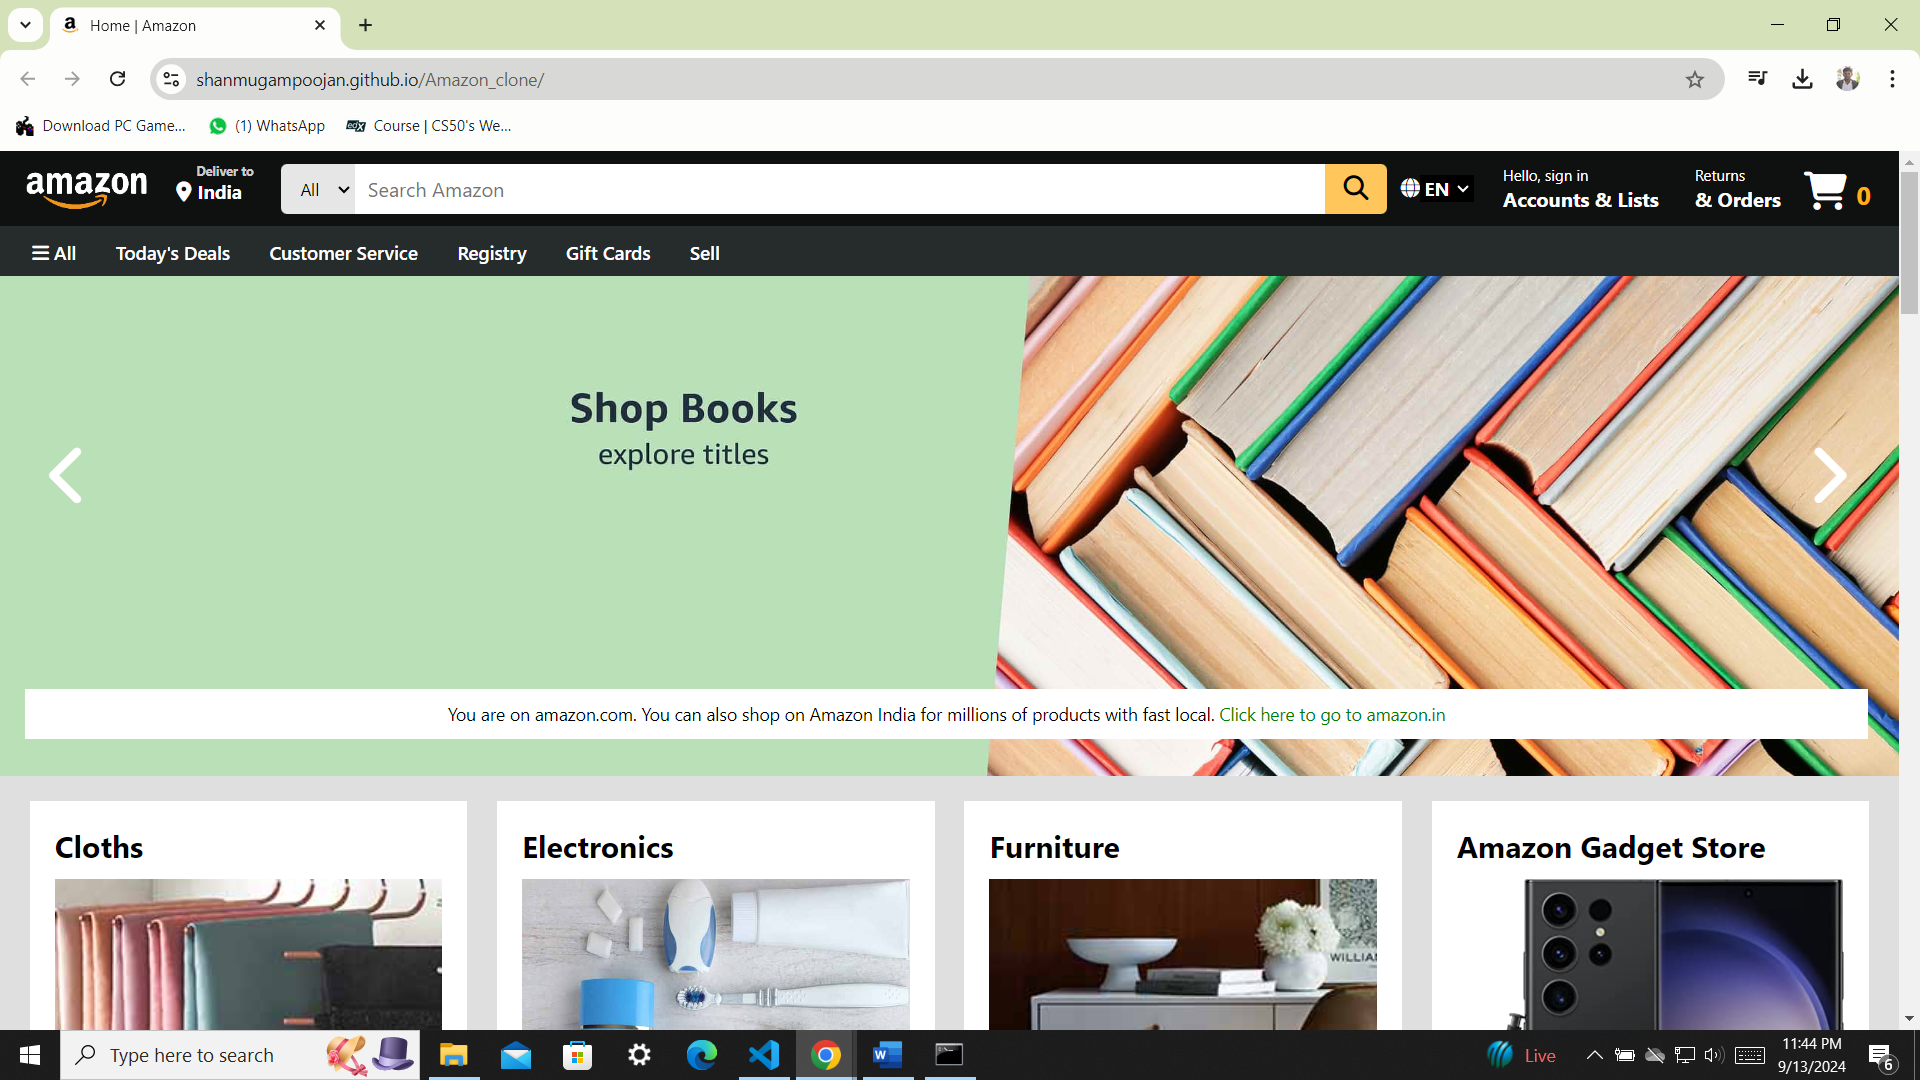 Home | Amazon
shanmugampoojan.github.io/Amazon_clone/
Download PC Game...
(1) WhatsApp
edX
Course | CS50's We...
amazon
Deliver to
India
All
Search Amazon
EN
Hello, sign in
Accounts & Lists
Returns
& Orders
0
All
Today's Deals
Customer Service
Registry
Gift Cards
Sell
Shop Books
explore titles
You are on amazon.com. You can also shop on Amazon India for millions of products with fast local. Click here to go to amazon.in
Cloths
Electronics
Furniture
Amazon Gadget Store
WILLIA
Type here to search
Live
11:44 PM
9/13/2024
6